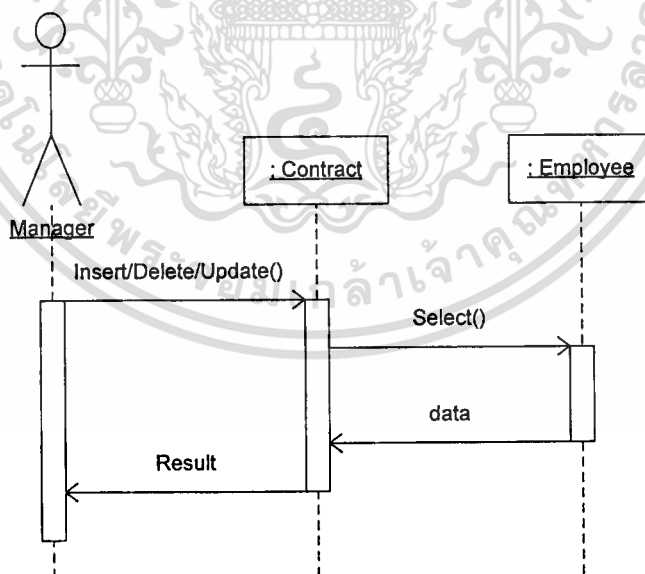 : Contract
: Employee
Manager
Insert/Delete/Update()
Select()
data
Result